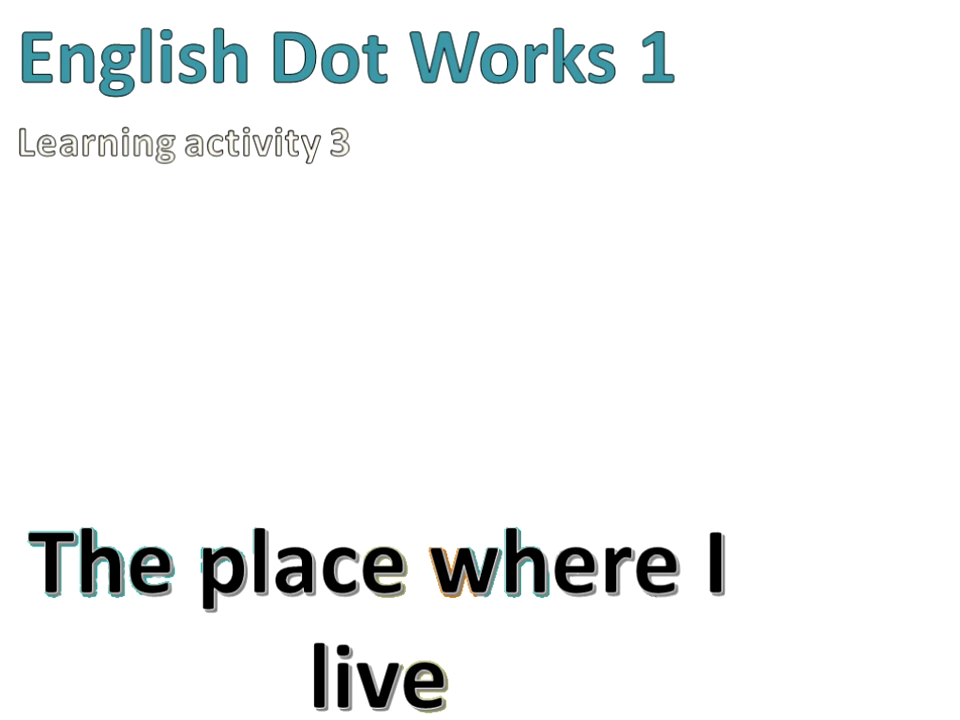 English Dot Works 1
Learning activity 3
The place where I
live